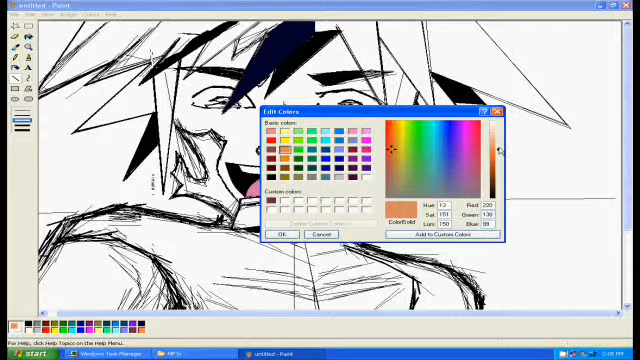 untitled - Paint
File Edit View Image Colors Help
Edit Colors
Basic colors:
Custom colors:
Define Custom Colors >>
Hue: 13 Red: 220
Sat: 151 Green: 138
Color|Solid Lum: 150 Blue: 99
OK Cancel Add to Custom Colors
For Help, click Help Topics on the Help Menu.
start Windows Task Manager MP3s untitled - Paint 2:05 PM